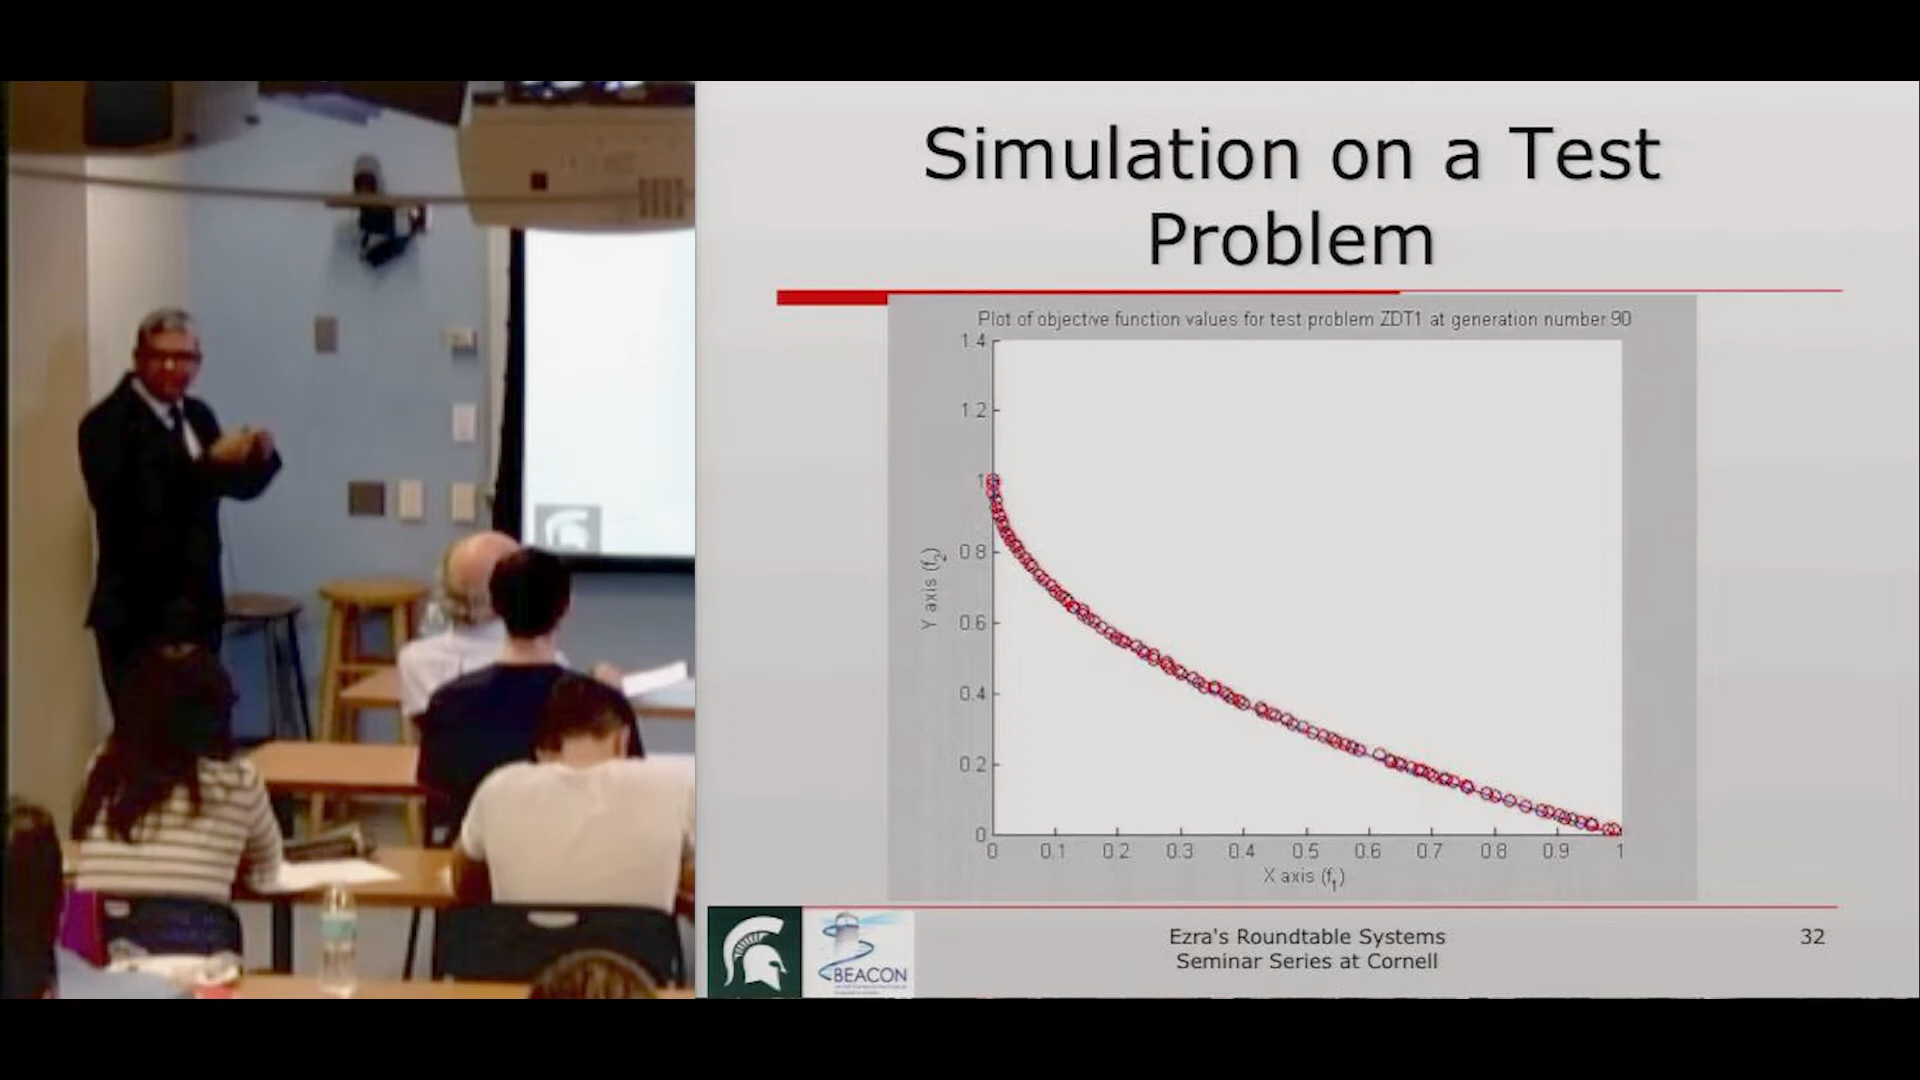 Simulation on a Test
Problem
Plot of objective function values for test problem ZDT1 at generation number 90
1.4
1.2
1
0.8
0.6
0.4
0.2
0
Y axis (f2)
0 0.1 0.2 0.3 0.4 0.5 0.6 0.7 0.8 0.9 1
X axis (f1)
BEACON
Ezra's Roundtable Systems
Seminar Series at Cornell
32